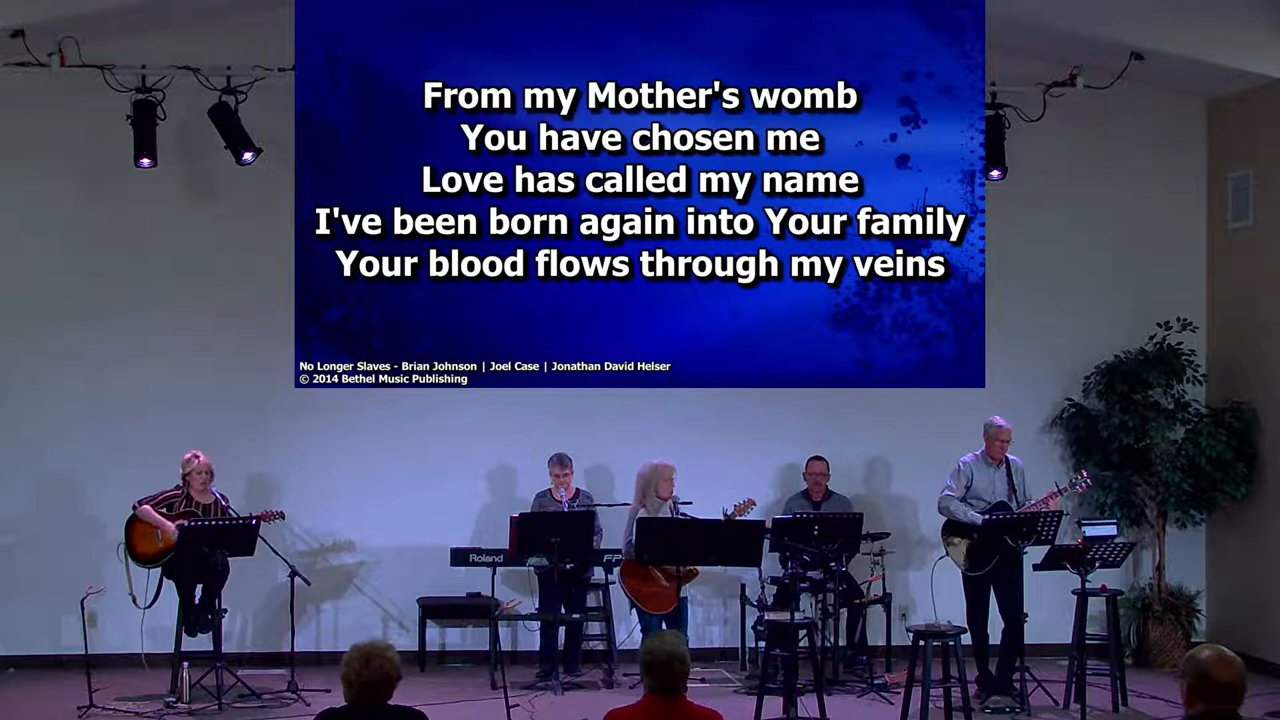 From my Mother's womb
You have chosen me
Love has called my name
I've been born again into Your family
Your blood flows through my veins
No Longer Slaves - Brian Johnson | Joel Case | Jonathan David Helser
© 2014 Bethel Music Publishing
Roland FP